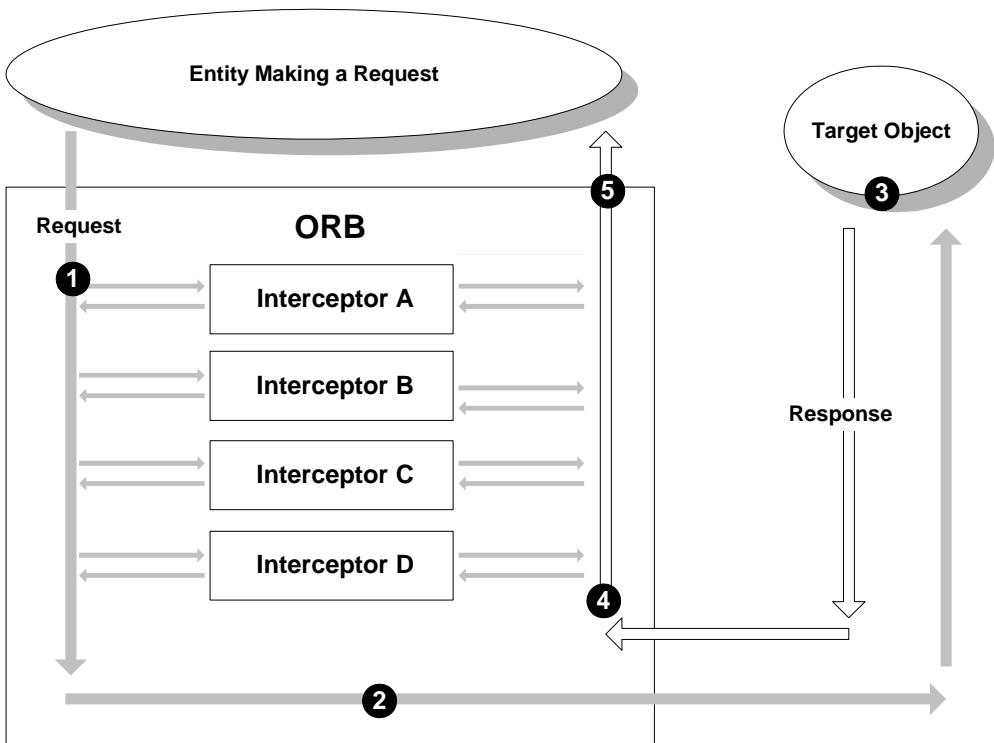 Entity Making a Request
Target Object
3
5
Request
ORB
1
Interceptor A
Interceptor B
Response
Interceptor C
Interceptor D
4
2